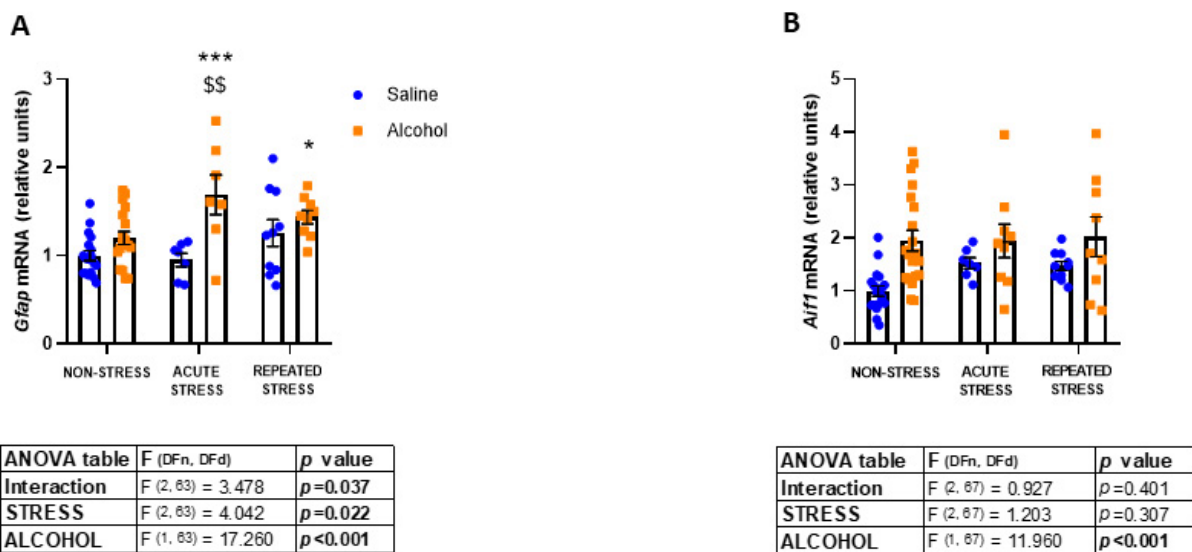 A
***
$$
*
3
2
1
0
Gfap mRNA (relative units)
Saline
Alcohol
NON-STRESS
ACUTE
STRESS
REPEATED
STRESS
ANOVA table F (DFn, DFd) p value
Interaction F (2, 63) = 3.478 p=0.037
STRESS F (2, 63) = 4.042 p=0.022
ALCOHOL F (1, 63) = 17.260 p<0.001
B
5
4
3
2
1
0
Aif1 mRNA (relative units)
NON-STRESS
ACUTE
STRESS
REPEATED
STRESS
ANOVA table F (DFn, DFd) p value
Interaction F (2, 67) = 0.927 p=0.401
STRESS F (2, 67) = 1.203 p=0.307
ALCOHOL F (1, 67) = 11.960 p<0.001